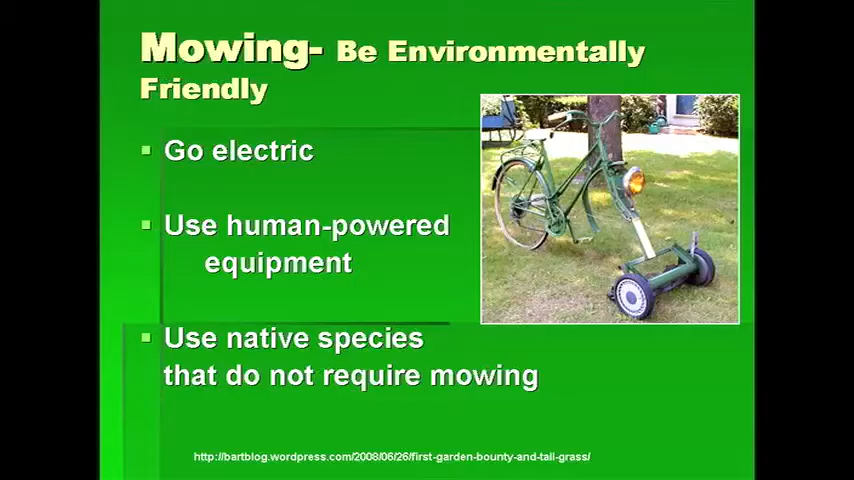 Mowing- Be Environmentally
Friendly
Go electric
Use human-powered
equipment
Use native species
that do not require mowing
http://bartblog.wordpress.com/2008/06/26/first-garden-bounty-and-tall-grass/